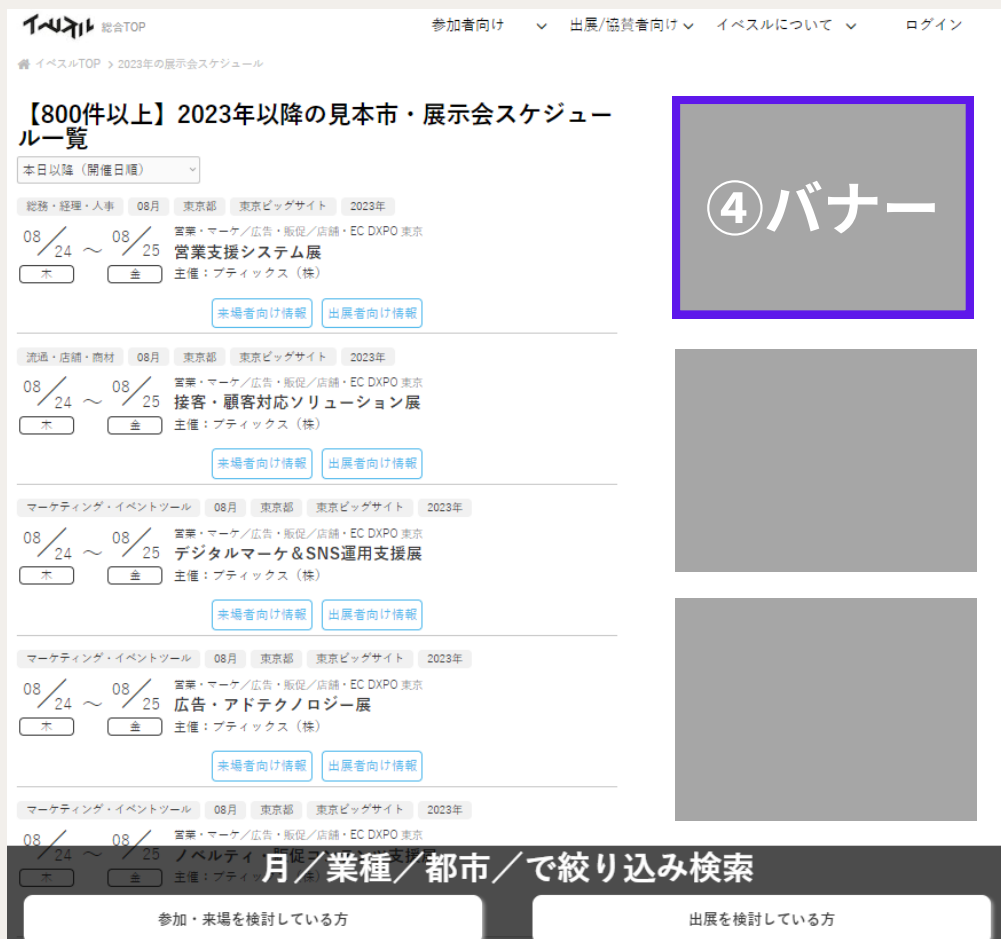 イベスル 総合TOP
参加者向け 出展/協賛者向け イベスルについて ログイン
イベスルTOP > 2023年の展示会スケジュール
【800件以上】2023年以降の見本市・展示会スケジュー
ル一覧
本日以降（開催日順）
総務・経理・人事 08月 東京都 東京ビッグサイト 2023年
08/24 ～ 08/25
木 金
営業・マーケ／広告・販促／店舗・EC DXPO 東京
営業支援システム展
主催：ブティックス（株）
来場者向け情報 出展者向け情報
流通・店舗・商材 08月 東京都 東京ビッグサイト 2023年
08/24 ～ 08/25
木 金
営業・マーケ／広告・販促／店舗・EC DXPO 東京
接客・顧客対応ソリューション展
主催：ブティックス（株）
来場者向け情報 出展者向け情報
マーケティング・イベントツール 08月 東京都 東京ビッグサイト 2023年
08/24 ～ 08/25
木 金
営業・マーケ／広告・販促／店舗・EC DXPO 東京
デジタルマーケ＆SNS運用支援展
主催：ブティックス（株）
来場者向け情報 出展者向け情報
マーケティング・イベントツール 08月 東京都 東京ビッグサイト 2023年
08/24 ～ 08/25
木 金
営業・マーケ／広告・販促／店舗・EC DXPO 東京
広告・アドテクノロジー展
主催：ブティックス（株）
来場者向け情報 出展者向け情報
マーケティング・イベントツール 08月 東京都 東京ビッグサイト 2023年
08/24 ～ 08/25
木 金
営業・マーケ／広告・販促／店舗・EC DXPO 東京
ノベルティ・販促
主催：ブティ
④バナー
月／業種／都市／で絞り込み検索
参加・来場を検討している方 出展を検討している方